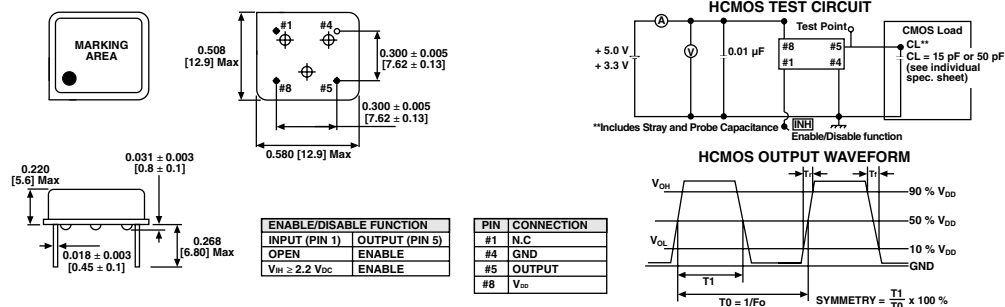 MARKING
AREA
0.508
[12.9] Max
#1
#4
#8
#5
0.300 ± 0.005
[7.62 ± 0.13]
0.300 ± 0.005
[7.62 ± 0.13]
0.580 [12.9] Max
0.220
[5.6] Max
0.031 ± 0.003
[0.8 ± 0.1]
0.018 ± 0.003
[0.45 ± 0.1]
0.268
[6.80] Max
ENABLE/DISABLE FUNCTION
INPUT (PIN 1) OUTPUT (PIN 5)
OPEN ENABLE
VIH ≥ 2.2 VDC ENABLE
PIN CONNECTION
#1 N.C
#4 GND
#5 OUTPUT
#8 VDD
HCMOS TEST CIRCUIT
A
Test Point
CMOS Load
CL**
CL = 15 pF or 50 pF
(see individual
spec. sheet)
+ 5.0 V
+ 3.3 V
V
0.01 µF
#8 #5
#1 #4
**Includes Stray and Probe Capacitance
INH
Enable/Disable function
HCMOS OUTPUT WAVEFORM
Tr
Tf
VOH
90 % VDD
50 % VDD
VOL
10 % VDD
GND
T1
T0 = 1/Fo
SYMMETRY = T1/T0 x 100 %